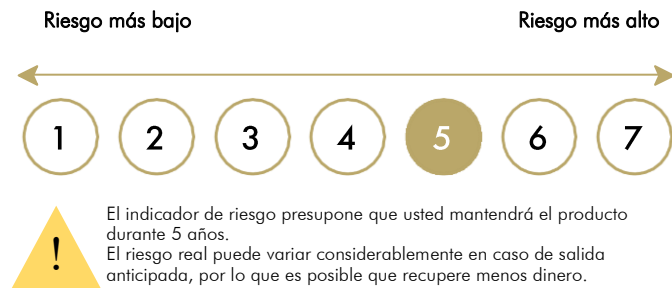 Riesgo más bajo Riesgo más alto
1 2 3 4 5 6 7
El indicador de riesgo presupone que usted mantendrá el producto
durante 5 años.
! El riesgo real puede variar considerablemente en caso de salida
anticipada, por lo que es posible que recupere menos dinero.